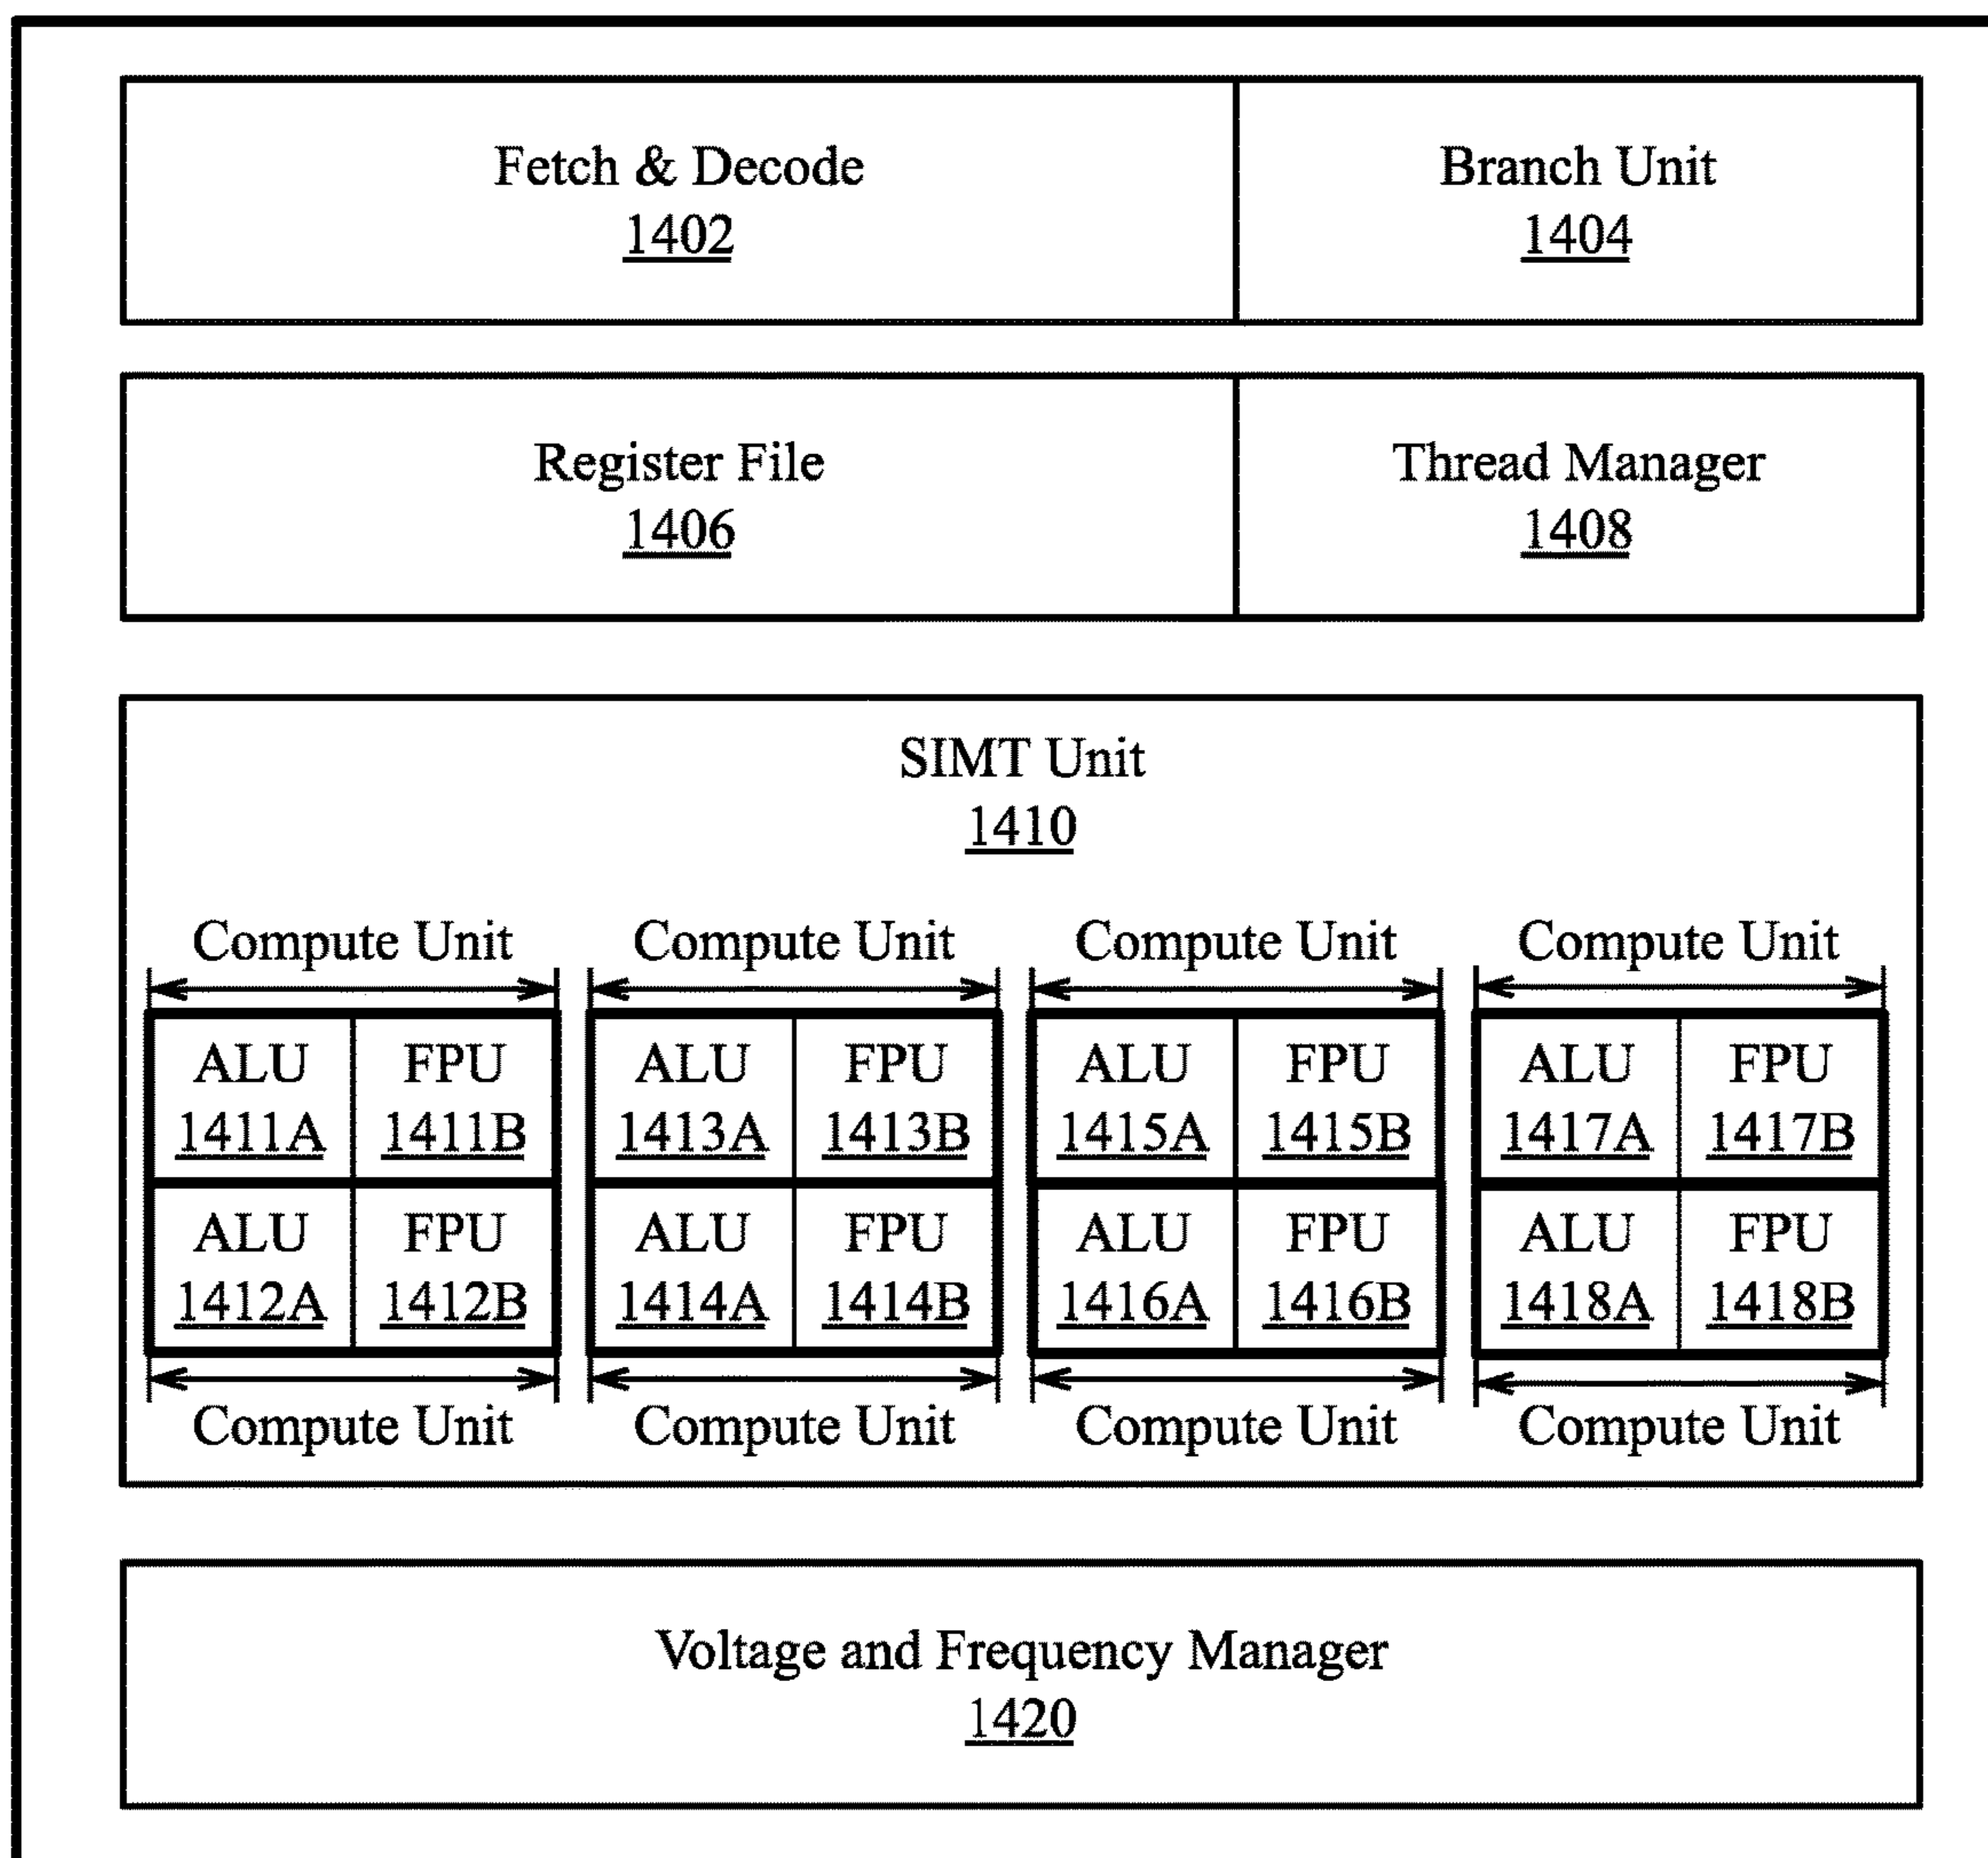 Fetch & Decode
1402
Branch Unit
1404
Register File
1406
Thread Manager
1408
SIMT Unit
1410
Compute Unit Compute Unit Compute Unit Compute Unit
ALU FPU ALU FPU ALU FPU ALU FPU
1411A 1411B 1413A 1413B 1415A 1415B 1417A 1417B
ALU FPU ALU FPU ALU FPU ALU FPU
1412A 1412B 1414A 1414B 1416A 1416B 1418A 1418B
Compute Unit Compute Unit Compute Unit Compute Unit
Voltage and Frequency Manager
1420